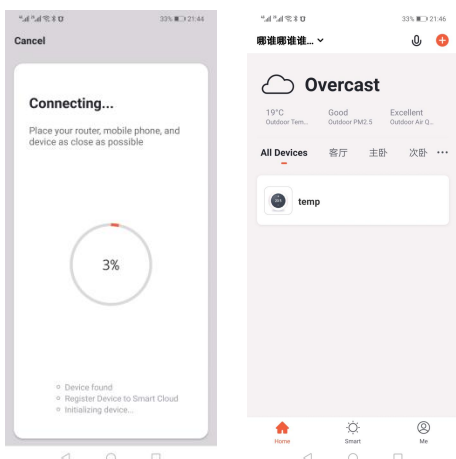 33% 21:44
Cancel
Connecting...
Place your router, mobile phone, and
device as close as possible
3%
Device found
Register Device to Smart Cloud
Initializing device...
33% 21:46
哪谁哪谁谁...
Overcast
19°C Good Excellent
Outdoor Tem... Outdoor PM2.5 Outdoor Air Q...
All Devices 客厅 主卧 次卧 ...
temp
Home Smart Me